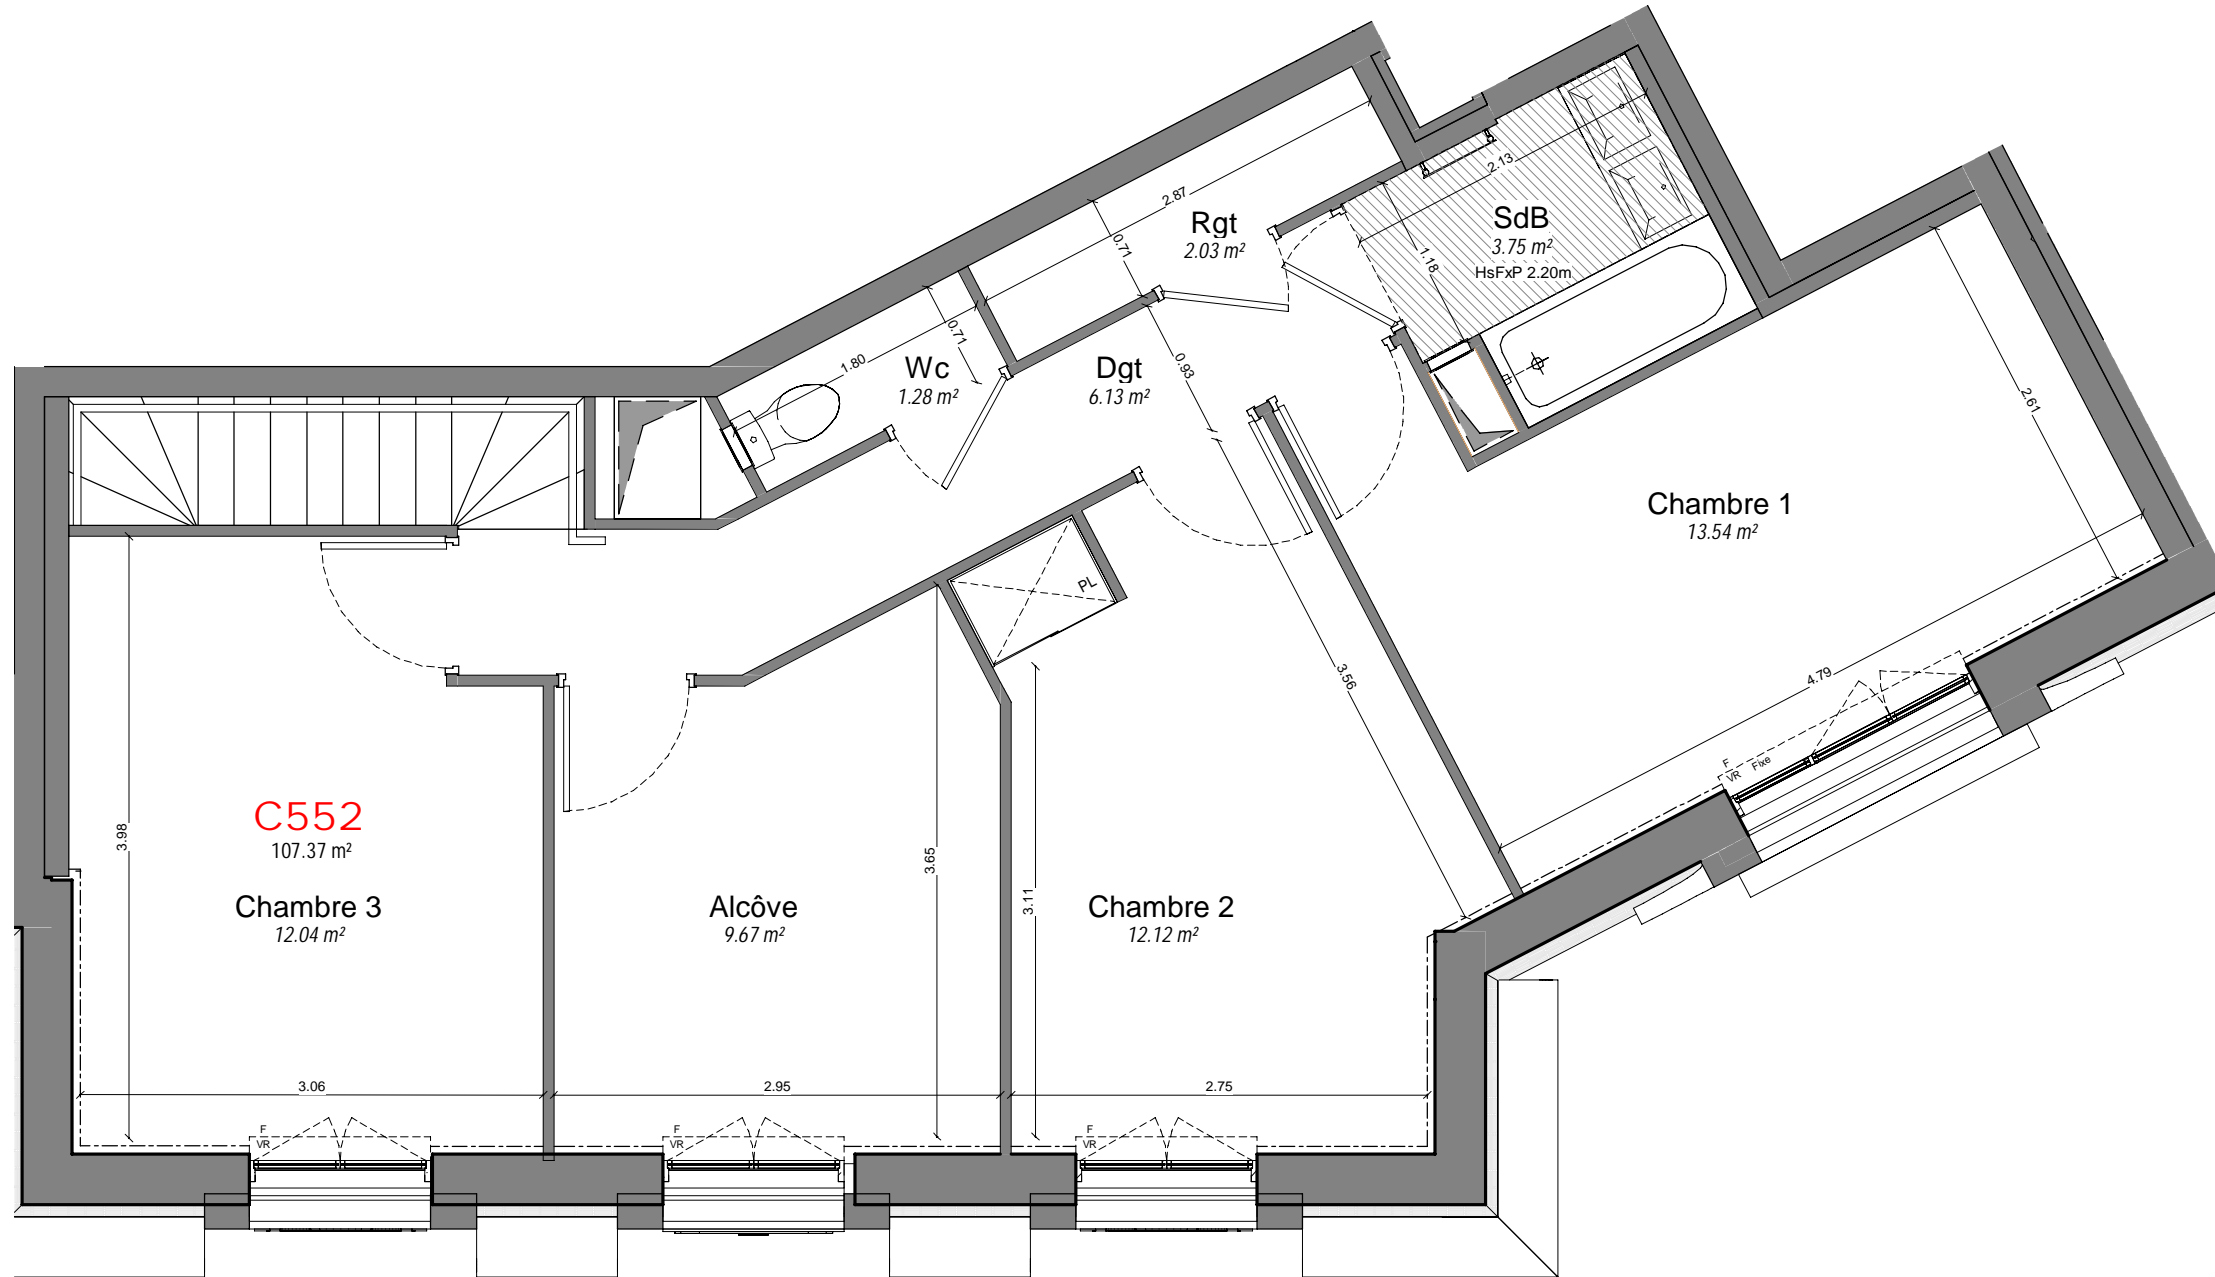 2.87
Rgt
2.03 m²
0.71
2.13
SdB
3.75 m²
HsFxP 2.20m
1.18
0.71
1.80
Wc
1.28 m²
Dgt
6.13 m²
0.93
2.61
Chambre 1
13.54 m²
PL
3.56
4.79
F
VR
Fixe
C552
107.37 m²
3.98
Chambre 3
12.04 m²
3.65
Alcôve
9.67 m²
3.11
Chambre 2
12.12 m²
3.06
2.95
2.75
F
VR
F
VR
F
VR